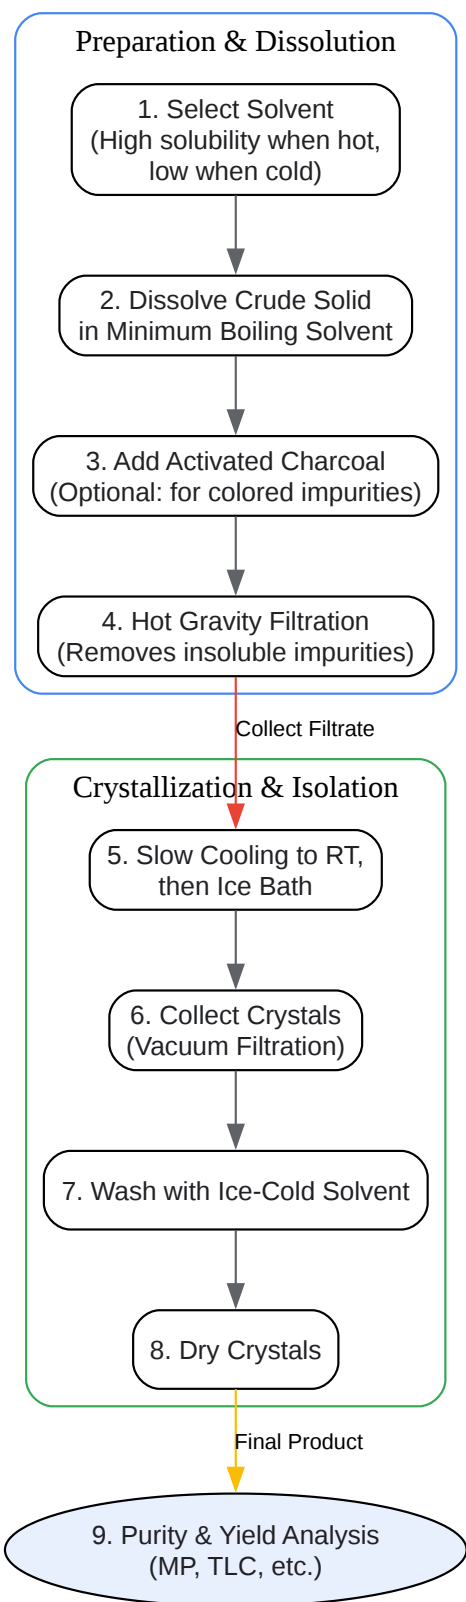 Preparation & Dissolution
1. Select Solvent
(High solubility when hot,
low when cold)
2. Dissolve Crude Solid
in Minimum Boiling Solvent
3. Add Activated Charcoal
(Optional: for colored impurities)
4. Hot Gravity Filtration
(Removes insoluble impurities)
Collect Filtrate
Crystallization & Isolation
5. Slow Cooling to RT,
then Ice Bath
6. Collect Crystals
(Vacuum Filtration)
7. Wash with Ice-Cold Solvent
8. Dry Crystals
Final Product
9. Purity & Yield Analysis
(MP, TLC, etc.)